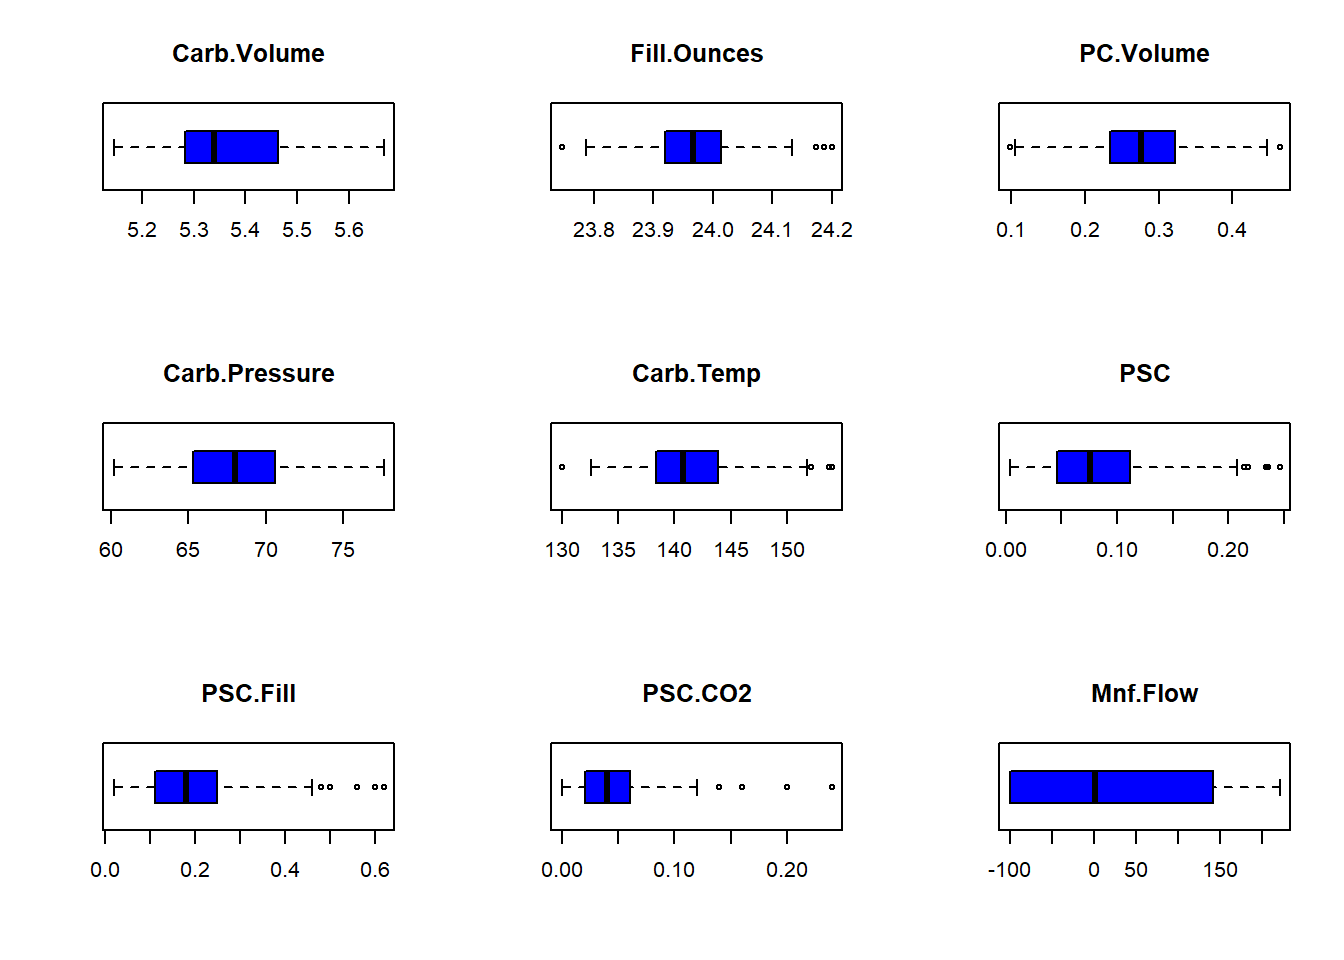 Carb.Volume
Fill.Ounces
PC.Volume
5.2 5.3 5.4 5.5 5.6
23.8 23.9 24.0 24.1 24.2
0.1 0.2 0.3 0.4
Carb.Pressure
Carb.Temp
PSC
60 65 70 75
130 135 140 145 150
0.00 0.10 0.20
PSC.Fill
PSC.CO2
Mnf.Flow
0.0 0.2 0.4 0.6
0.00 0.10 0.20
-100 0 50 150